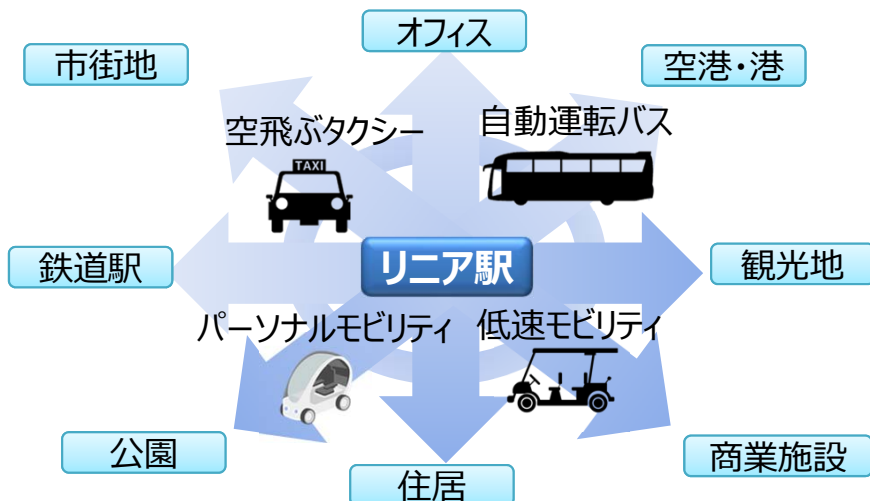 オフィス
市街地
空港・港
空飛ぶタクシー
自動運転バス
TAXI
鉄道駅
リニア駅
観光地
パーソナルモビリティ
低速モビリティ
公園
商業施設
住居